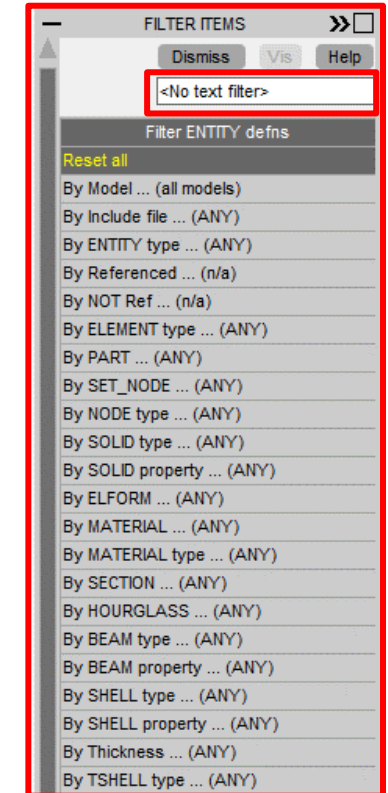 FILTER ITEMS
Dismiss Vis Help
<No text filter>
Filter ENTITY defns
Reset all
By Model ... (all models)
By Include file ... (ANY)
By ENTITY type ... (ANY)
By Referenced ... (n/a)
By NOT Ref ... (n/a)
By ELEMENT type ... (ANY)
By PART ... (ANY)
By SET_NODE ... (ANY)
By NODE type ... (ANY)
By SOLID type ... (ANY)
By SOLID property ... (ANY)
By ELFORM ... (ANY)
By MATERIAL ... (ANY)
By MATERIAL type ... (ANY)
By SECTION ... (ANY)
By HOURGLASS ... (ANY)
By BEAM type ... (ANY)
By BEAM property ... (ANY)
By SHELL type ... (ANY)
By SHELL property ... (ANY)
By Thickness ... (ANY)
By TSHELL type ... (ANY)